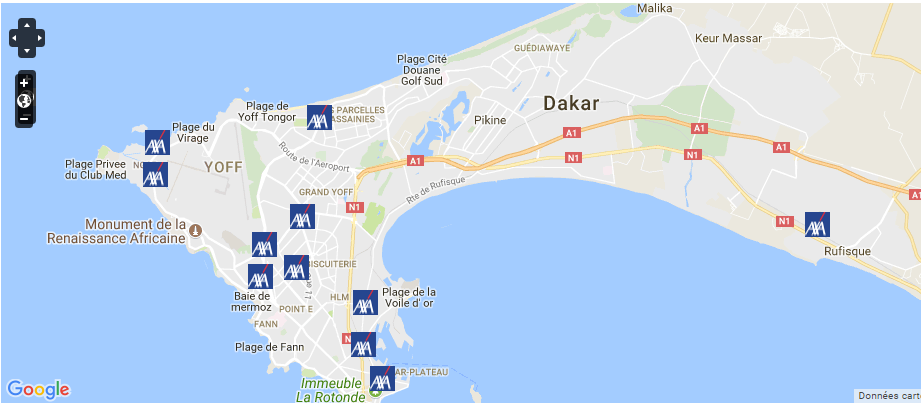 Malika
Keur Massar
GUÉDIAWAYE
Plage Cité
Douane
Golf Sud
Dakar
Plage de
Yoff Tongor
PARCELLES
ASSAINIES
AXA
Pikine
A1
A1
A1
N1
N1
Plage du
Virage
AXA
Route de l'Aeroport
A1
Plage Privee
du Club Med
AXA
YOFF
GRAND YOFF
Rte de Rufisque
N1
A1
AXA
Monument de la
Renaissance Africaine
N1
AXA
Rufisque
AXA
AXA
BISCUITERIE
AXA
Baie de
mermoz
HLM
AXA
Plage de la
Voile d' or
POINT E
FANN
Plage de Fann
AXA
AXA
AR-PLATEAU
Immeuble
La Rotonde
Google
Données cart